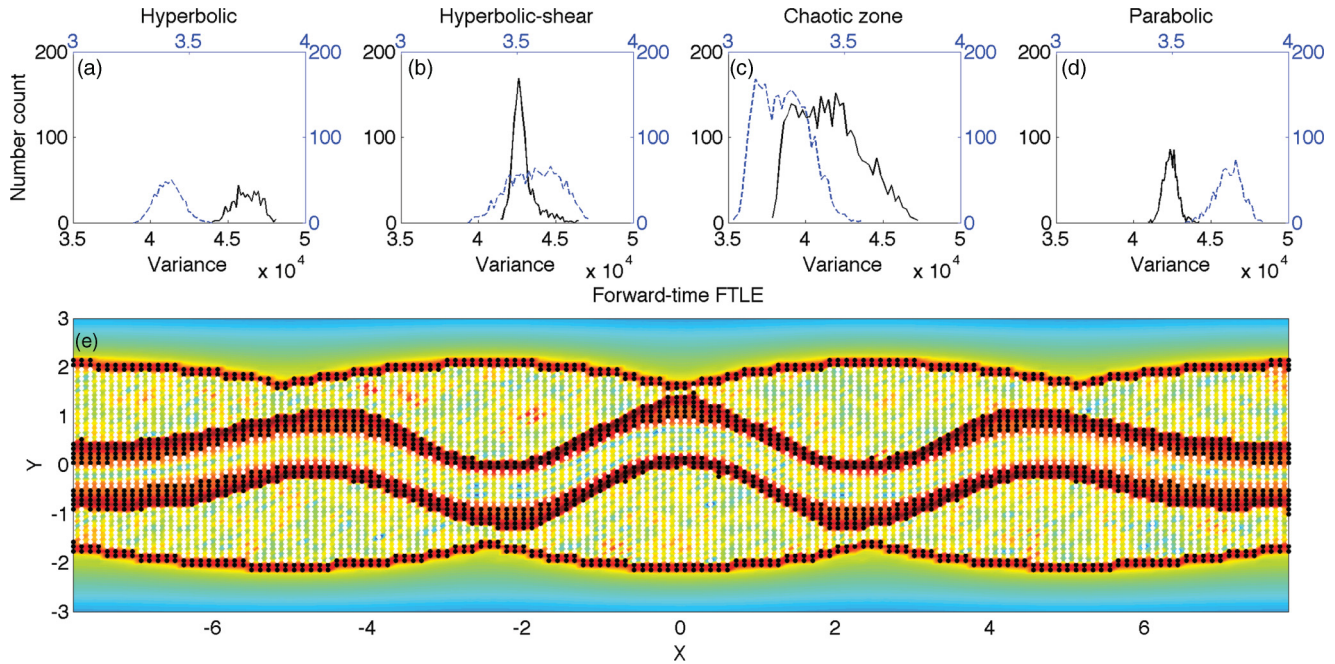 Hyperbolic
Hyperbolic-shear
Chaotic zone
Parabolic
3 3.5 4
3 3.5 4
3 3.5 4
3 3.5 4
200 (a) 200
200 (b) 200
200 (c) 200
200 (d) 200
Number count
100 100
100 100
100 100
100 100
0 0
0 0
0 0
0 0
3.5 4 4.5 5
3.5 4 4.5 5
3.5 4 4.5 5
3.5 4 4.5 5
Variance x 10^4
Variance x 10^4
Variance x 10^4
Variance x 10^4
Forward-time FTLE
(e)
3
2
1
0
-1
-2
-3
Y
-6 -4 -2 0 2 4 6
X